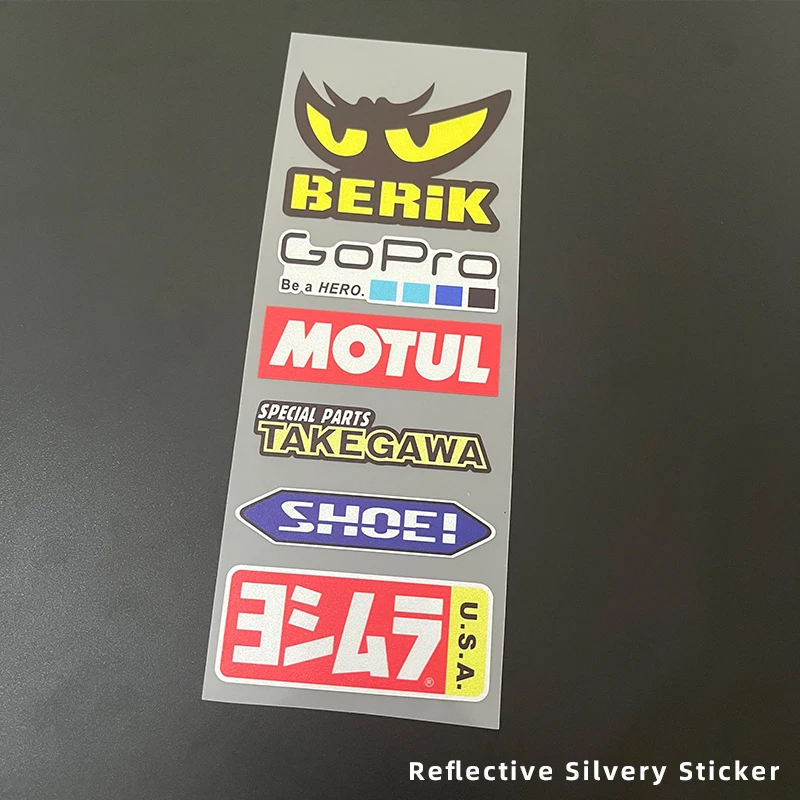 BERiK
GoPro
Be a HERO.
MOTUL
SPECIAL PARTS
TAKEGAWA
SHOEI
ヨシムラ
U.S.A.
®
Reflective Silvery Sticker